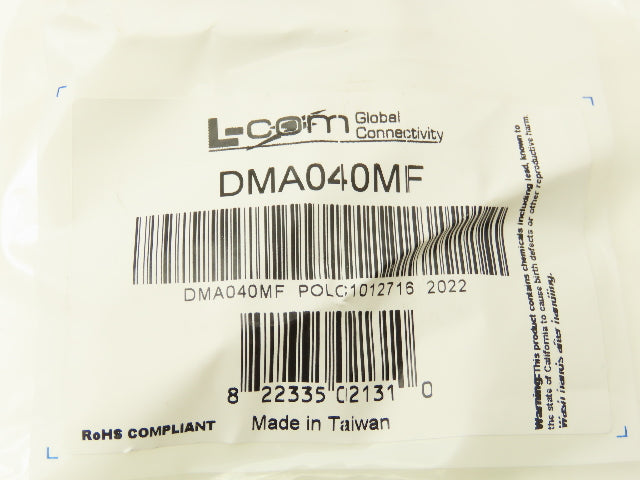 L-com Global Connectivity
DMA040MF
DMA040MF POLC:1012716 2022
8 22335 02131 0
RoHS COMPLIANT Made in Taiwan
Warning: This product contains chemicals including lead, known to
the state of California to cause birth defects or other reproductive harm.
Wash hands after handling.